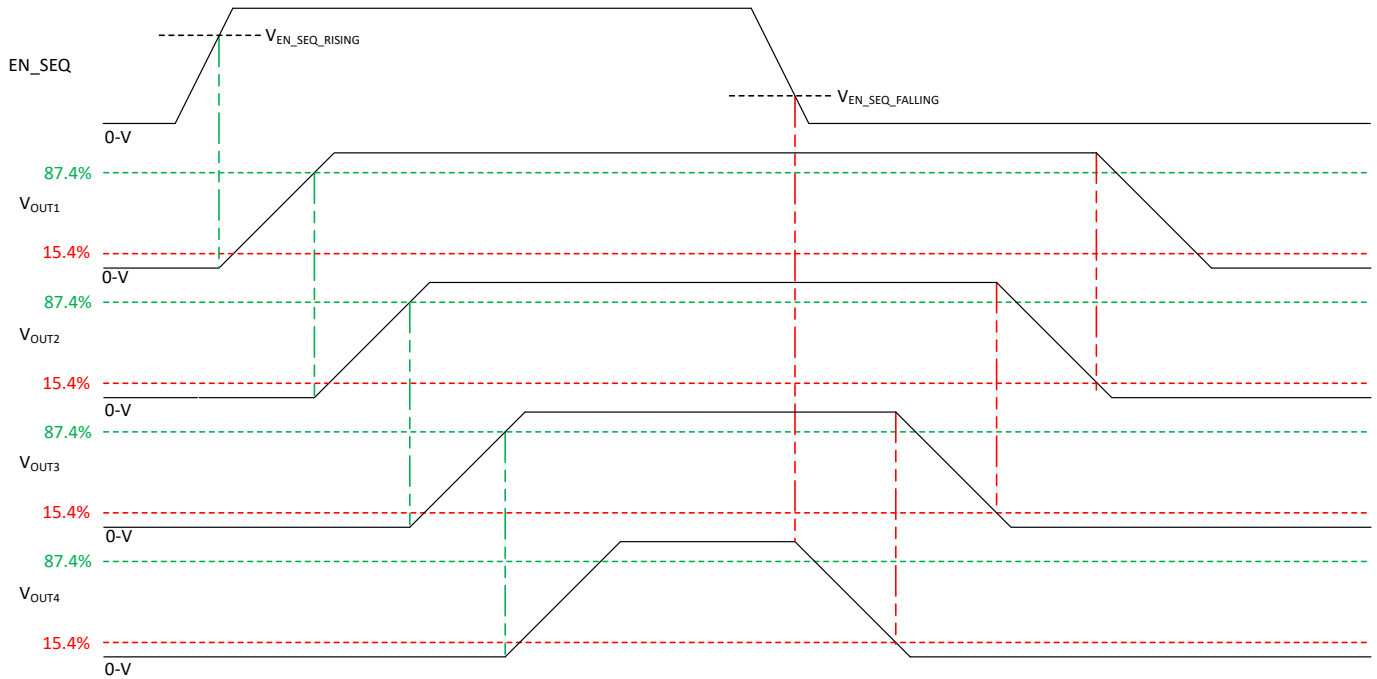 V_EN_SEQ_RISING
EN_SEQ
V_EN_SEQ_FALLING
0-V
87.4%
V_OUT1
15.4%
0-V
87.4%
V_OUT2
15.4%
0-V
87.4%
V_OUT3
15.4%
0-V
87.4%
V_OUT4
15.4%
0-V